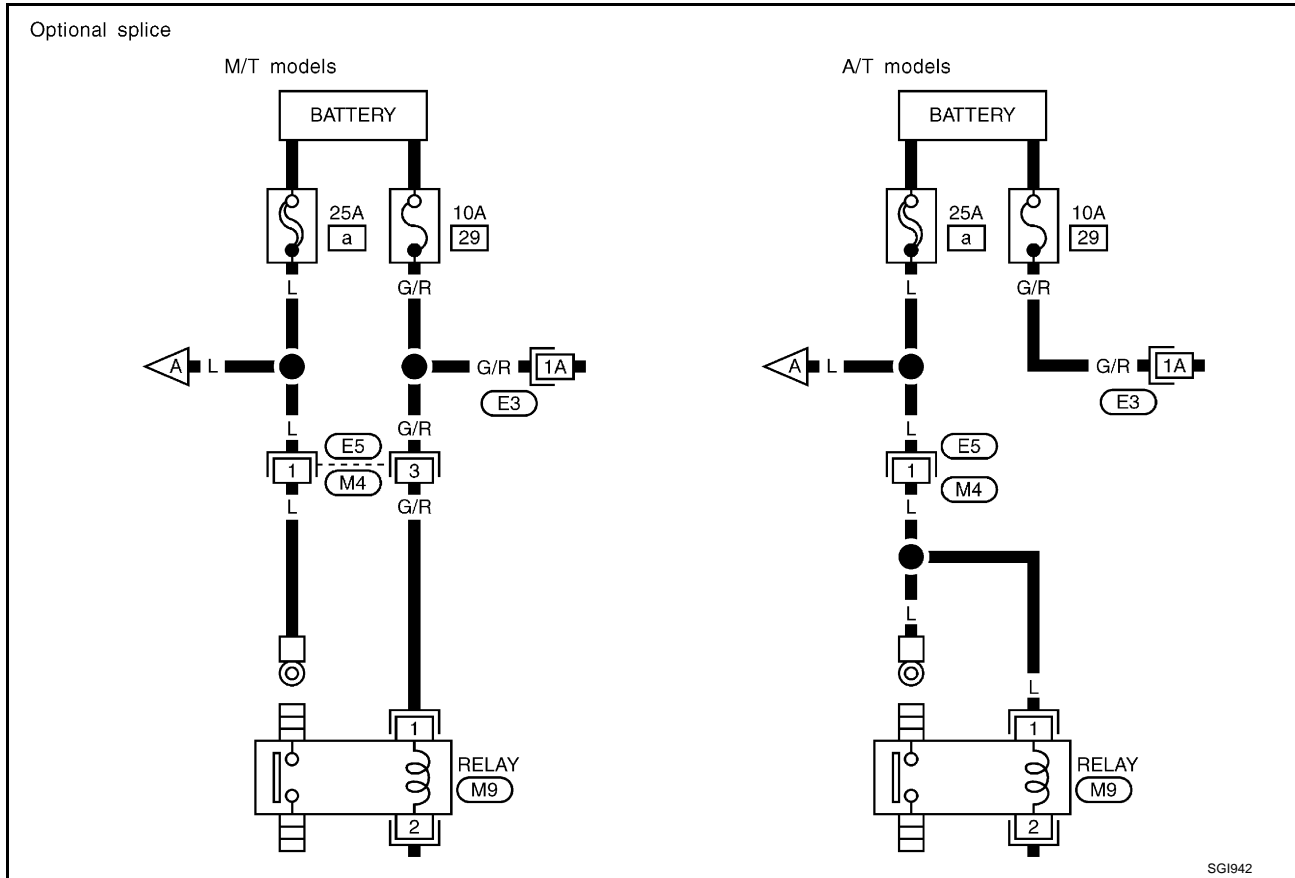 Optional splice
M/T models
BATTERY
25A
a
10A
29
L
G/R
A
L
G/R
1A
E3
L
G/R
E5
1
3
M4
L
G/R
1
RELAY
M9
2
A/T models
BATTERY
25A
a
10A
29
L
G/R
A
L
G/R
1A
E3
L
E5
1
M4
L
L
L
1
RELAY
M9
2
SGI942